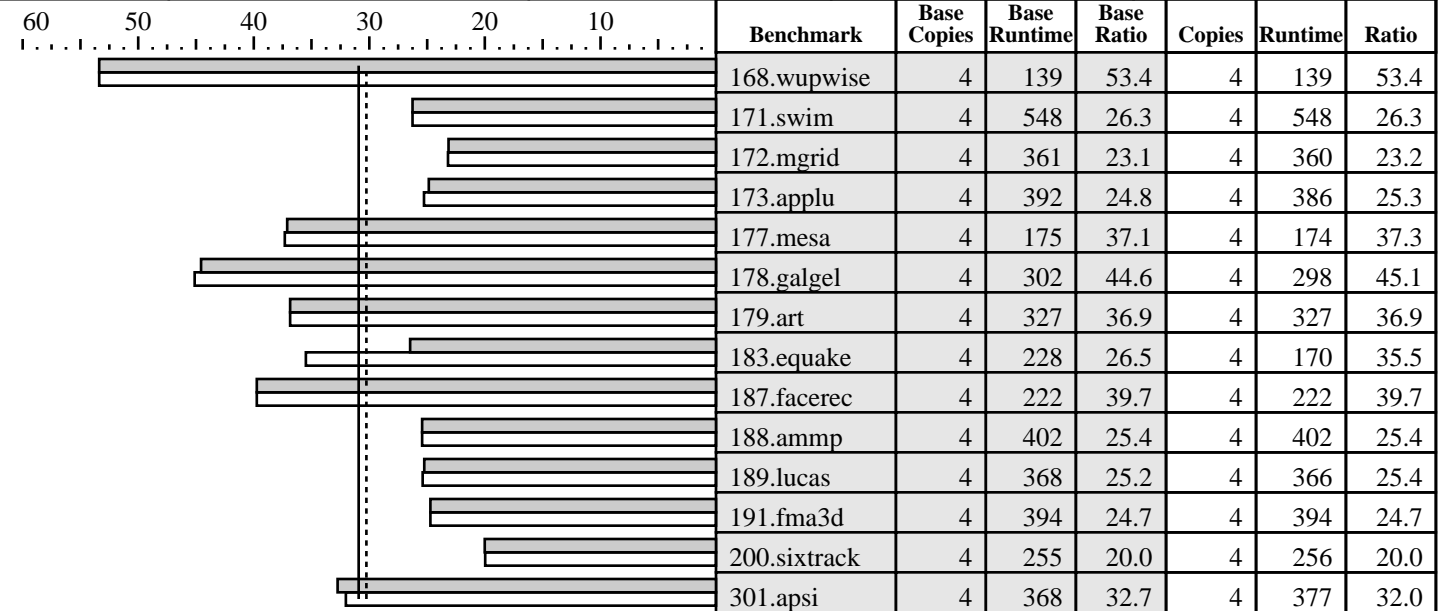 60 50 40 30 20 10
Benchmark Base Copies Base Runtime Base Ratio Copies Runtime Ratio
168.wupwise 4 139 53.4 4 139 53.4
171.swim 4 548 26.3 4 548 26.3
172.mgrid 4 361 23.1 4 360 23.2
173.applu 4 392 24.8 4 386 25.3
177.mesa 4 175 37.1 4 174 37.3
178.galgel 4 302 44.6 4 298 45.1
179.art 4 327 36.9 4 327 36.9
183.equake 4 228 26.5 4 170 35.5
187.facerec 4 222 39.7 4 222 39.7
188.ammp 4 402 25.4 4 402 25.4
189.lucas 4 368 25.2 4 366 25.4
191.fma3d 4 394 24.7 4 394 24.7
200.sixtrack 4 255 20.0 4 256 20.0
301.apsi 4 368 32.7 4 377 32.0